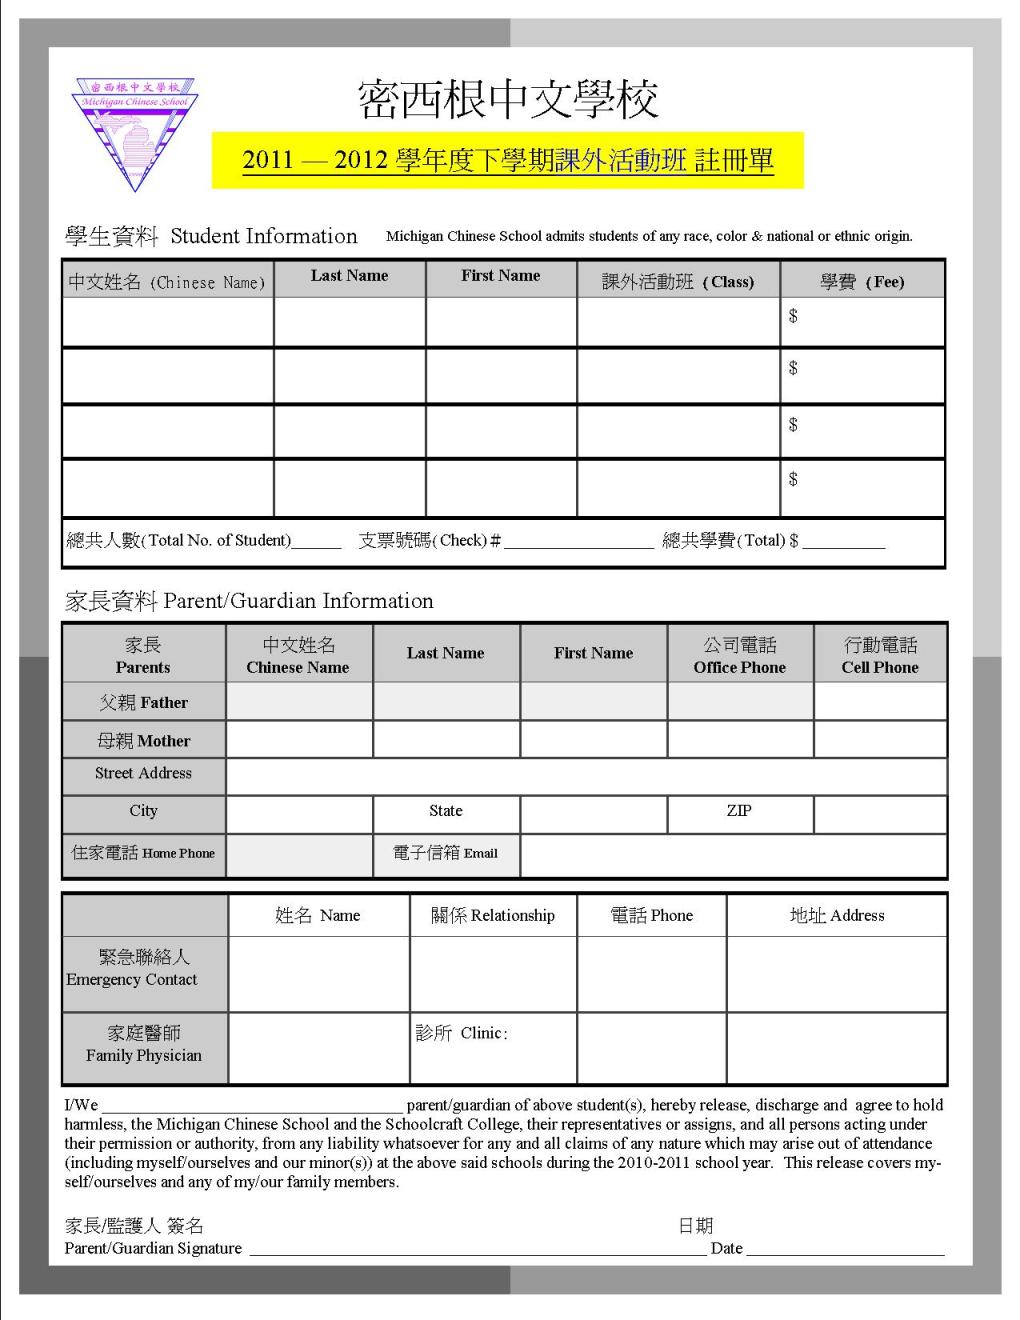 密西根中文學校
Michigan Chinese School
密西根中文學校
2011 — 2012 學年度下學期課外活動班 註冊單
學生資料 Student Information Michigan Chinese School admits students of any race, color & national or ethnic origin.
中文姓名 (Chinese Name) Last Name First Name 課外活動班 (Class) 學費 (Fee)
$
$
$
$
總共人數(Total No. of Student)______ 支票號碼(Check) # __________________ 總共學費(Total) $ __________
家長資料 Parent/Guardian Information
家長 中文姓名 Last Name First Name 公司電話 行動電話
Parents Chinese Name Office Phone Cell Phone
父親 Father
母親 Mother
Street Address
City State ZIP
住家電話 Home Phone 電子信箱 Email
姓名 Name 關係 Relationship 電話 Phone 地址 Address
緊急聯絡人
Emergency Contact
家庭醫師 診所 Clinic:
Family Physician
I/We ____________________________________ parent/guardian of above student(s), hereby release, discharge and agree to hold
harmless, the Michigan Chinese School and the Schoolcraft College, their representatives or assigns, and all persons acting under
their permission or authority, from any liability whatsoever for any and all claims of any nature which may arise out of attendance
(including myself/ourselves and our minor(s)) at the above said schools during the 2010-2011 school year. This release covers my-
self/ourselves and any of my/our family members.
家長/監護人 簽名 日期
Parent/Guardian Signature _______________________________________________________ Date ________________________